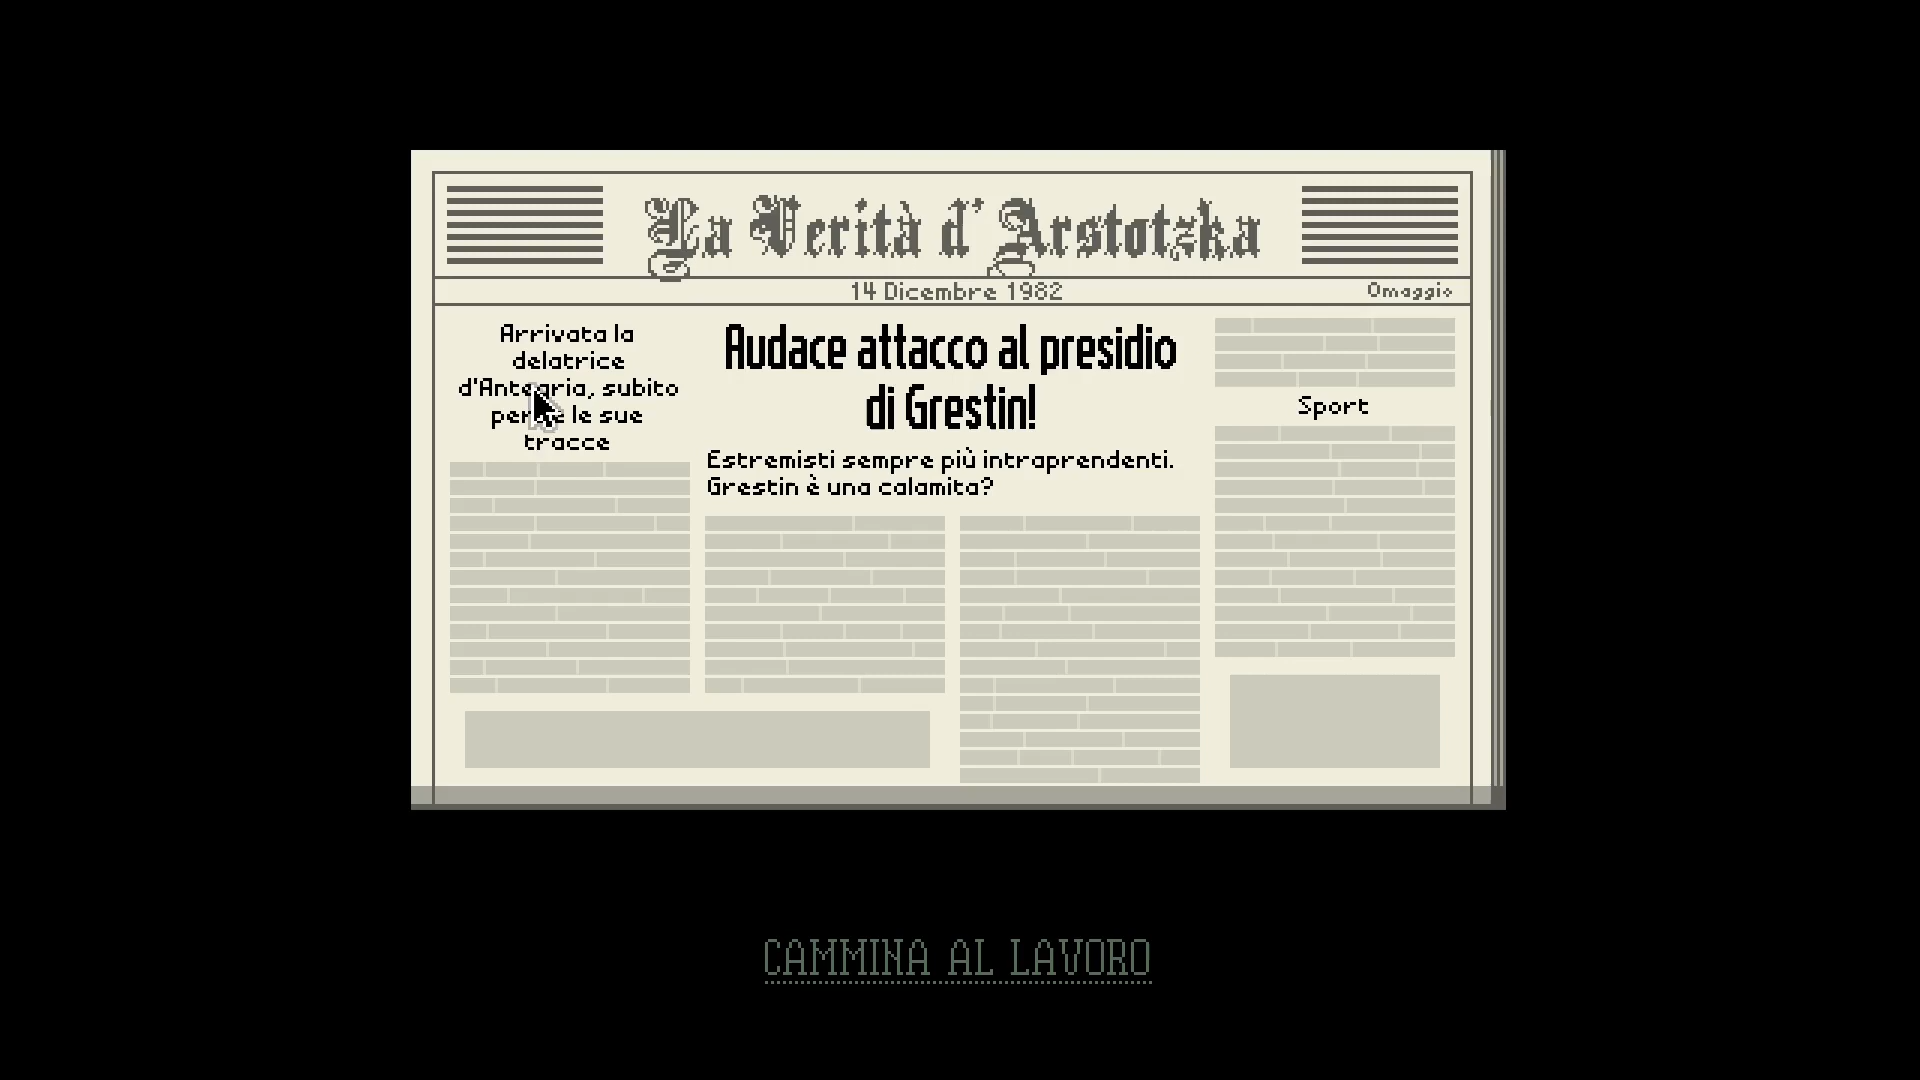 La Verità d'Arstotzka
14 Dicembre 1982
Omaggio
Arrivata la
delatrice
d'Antegria, subito
perse le sue
tracce
Audace attacco al presidio
di Grestin!
Estremisti sempre più intraprendenti.
Grestin è una calamita?
Sport
CAMMINA AL LAVORO